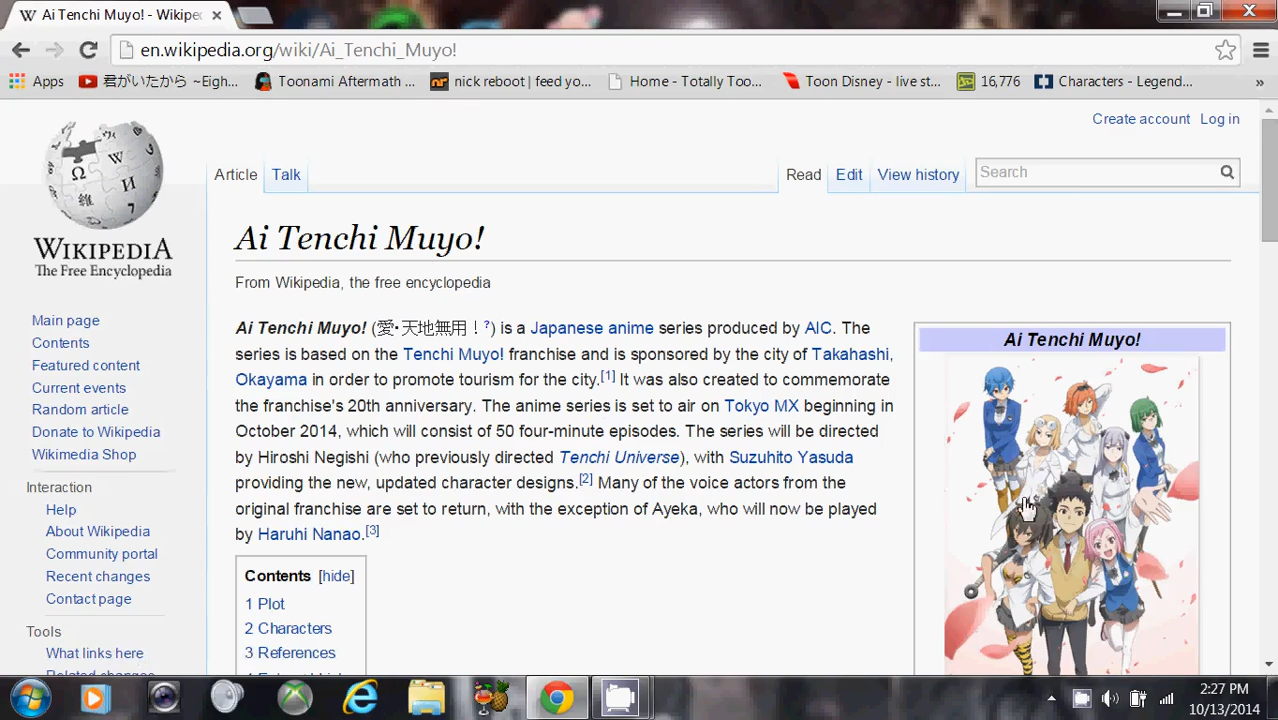 Ai Tenchi Muyo! - Wikipe
en.wikipedia.org/wiki/Ai_Tenchi_Muyo!
Apps 君がいたから ~Eigh... Toonami Aftermath ... nick reboot | feed yo... Home - Totally Too... Toon Disney - live st... 16,776 Characters - Legend... »
Create account Log in
Article Talk Read Edit View history Search
WIKIPEDIA
The Free Encyclopedia
Ai Tenchi Muyo!
From Wikipedia, the free encyclopedia
Ai Tenchi Muyo! (愛・天地無用！?) is a Japanese anime series produced by AIC. The
series is based on the Tenchi Muyo! franchise and is sponsored by the city of Takahashi,
Okayama in order to promote tourism for the city.[1] It was also created to commemorate
the franchise's 20th anniversary. The anime series is set to air on Tokyo MX beginning in
October 2014, which will consist of 50 four-minute episodes. The series will be directed
by Hiroshi Negishi (who previously directed Tenchi Universe), with Suzuhito Yasuda
providing the new, updated character designs.[2] Many of the voice actors from the
original franchise are set to return, with the exception of Ayeka, who will now be played
by Haruhi Nanao.[3]
Contents [hide]
1 Plot
2 Characters
3 References
Ai Tenchi Muyo!
Main page
Contents
Featured content
Current events
Random article
Donate to Wikipedia
Wikimedia Shop
Interaction
Help
About Wikipedia
Community portal
Recent changes
Contact page
Tools
What links here
Related changes
2:27 PM
10/13/2014